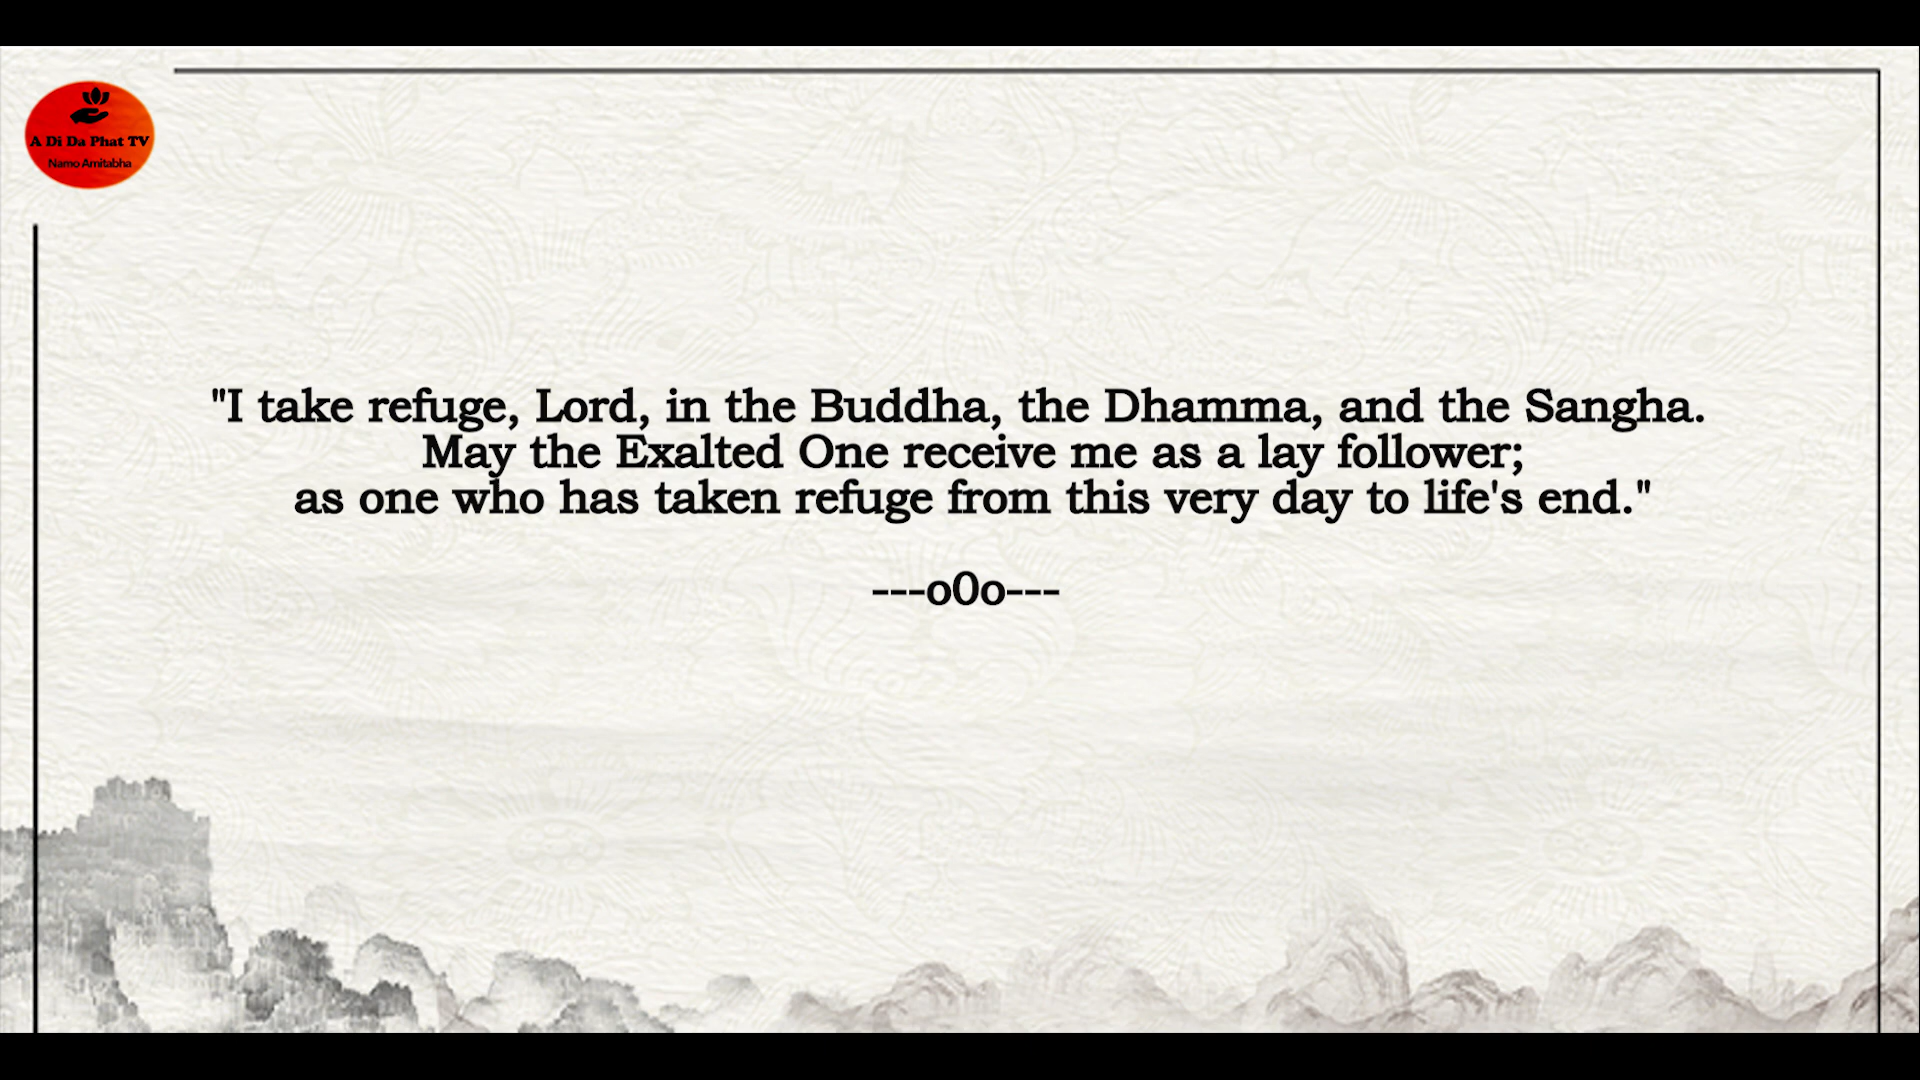 A Di Da Phat TV
Namo Amitabha
"I take refuge, Lord, in the Buddha, the Dhamma, and the Sangha.
May the Exalted One receive me as a lay follower;
as one who has taken refuge from this very day to life's end."
---o0o---